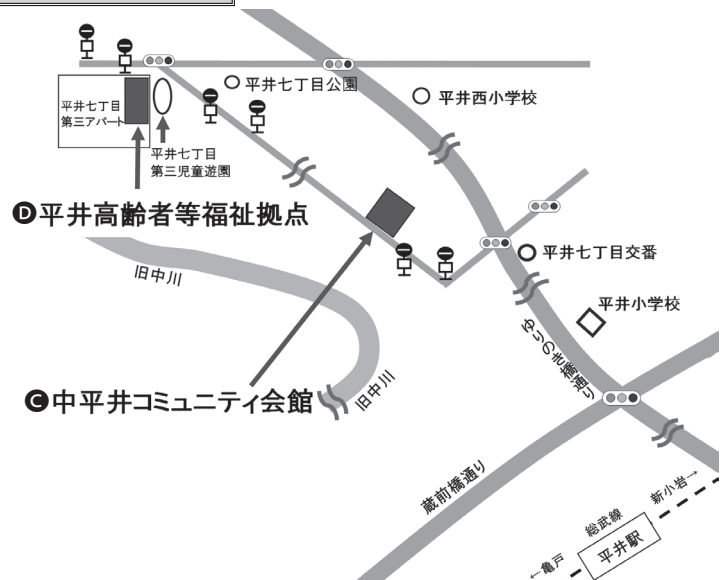 平井七丁目公園
平井西小学校
平井七丁目
第三アパート
平井七丁目
第三児童遊園
D平井高齢者等福祉拠点
旧中川
平井七丁目交番
平井小学校
ゆりのき橋通り
C中平井コミュニティ会館
旧中川
蔵前橋通り
新小岩→
総武線
平井駅
←亀戸